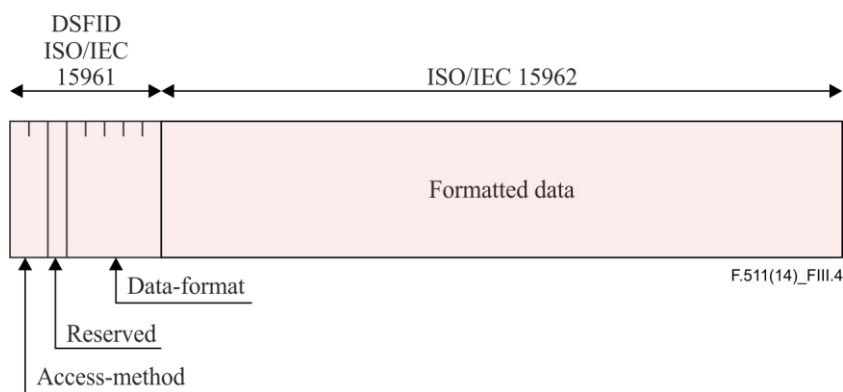 DSFID
ISO/IEC
15961
ISO/IEC 15962
Formatted data
F.511(14)_FIII.4
Data-format
Reserved
Access-method